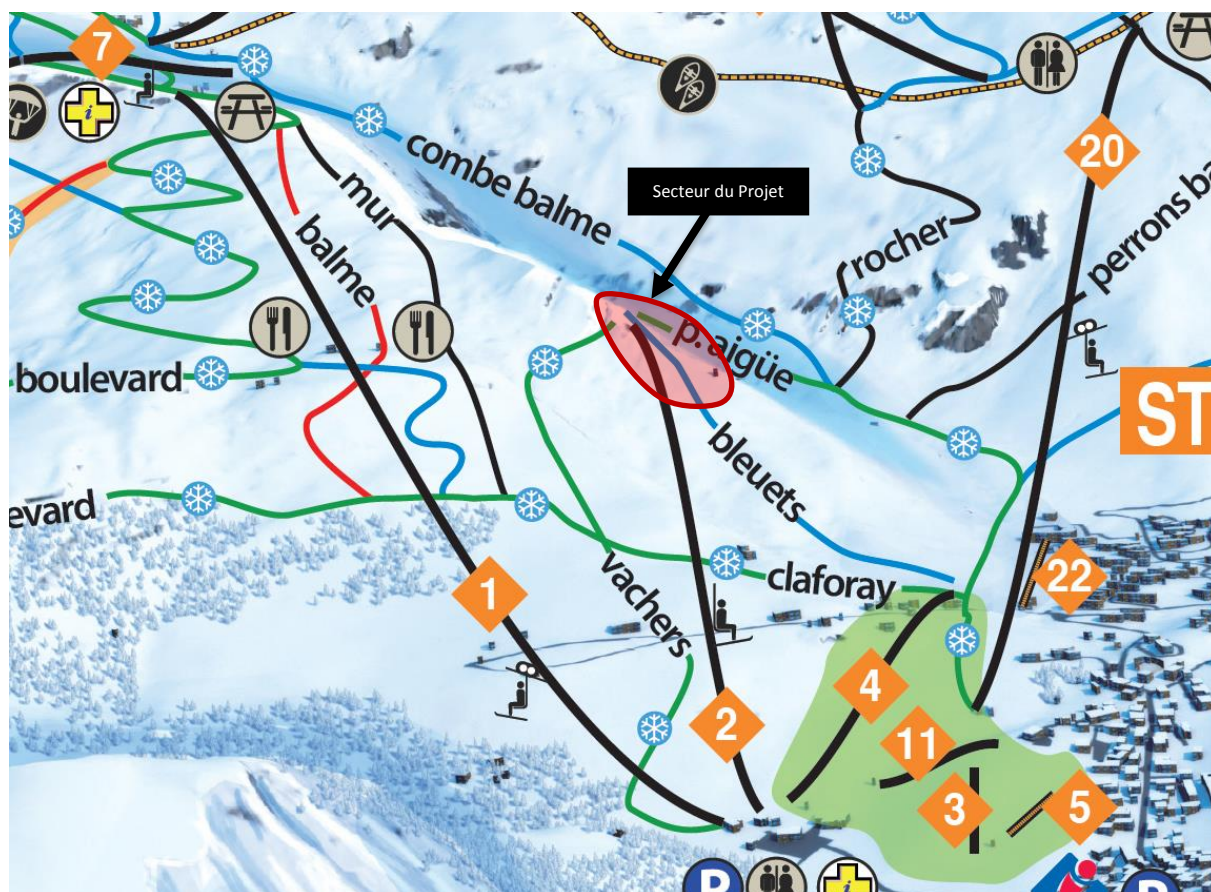 7
i
combe balme
Secteur du Projet
20
mur
balme
rocher
perrons ba
p. aigüe
boulevard
bleuets
ST
evard
vachers
claforay
1
22
4
2
11
3
5
P
i